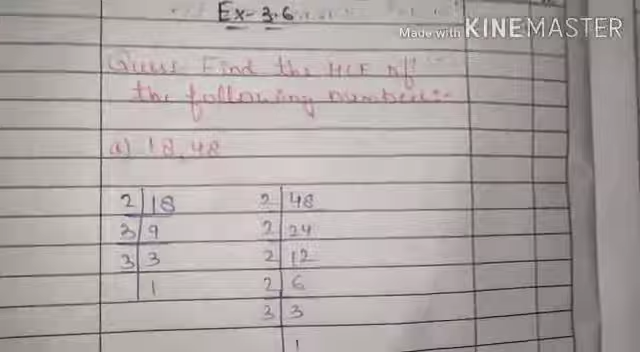 Ex-3.6
Made with KINEMASTER
Ques. Find the HCF of
the following numbers:-
a) 18, 48
2 18 2 48
3 9 2 24
3 3 2 12
1 2 6
3 3
1